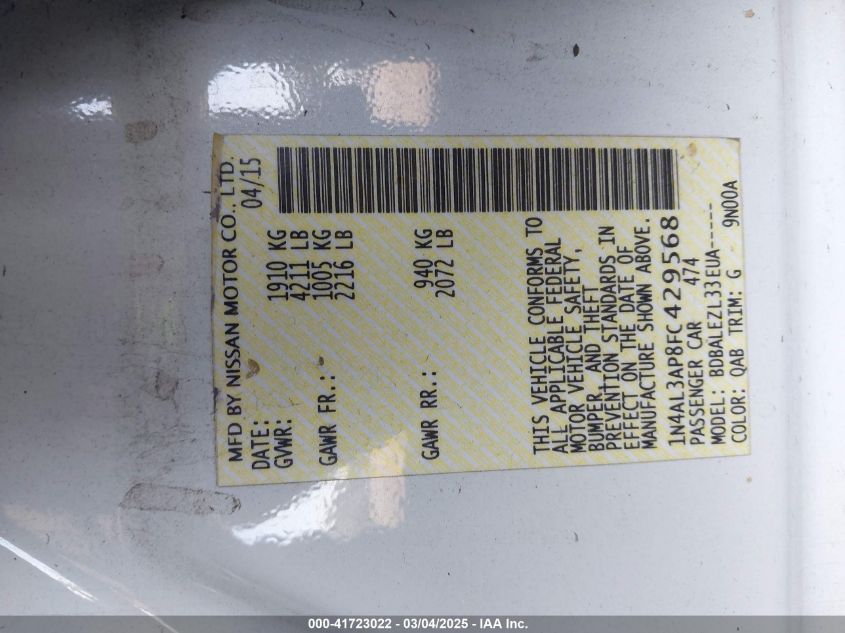 MFD BY NISSAN MOTOR CO., LTD.
DATE: 04/15
GVWR: 1910 KG
4211 LB
GAWR FR.: 1005 KG
2216 LB
GAWR RR.: 940 KG
2072 LB
THIS VEHICLE CONFORMS TO
ALL APPLICABLE FEDERAL
MOTOR VEHICLE SAFETY,
BUMPER, AND THEFT
PREVENTION STANDARDS IN
EFFECT ON THE DATE OF
MANUFACTURE SHOWN ABOVE.
1N4AL3AP8FC429568
PASSENGER CAR 474
MODEL: BDBALEZL33EUA-----
COLOR: QAB TRIM: G 9N00A
000-41723022 - 03/04/2025 - IAA Inc.